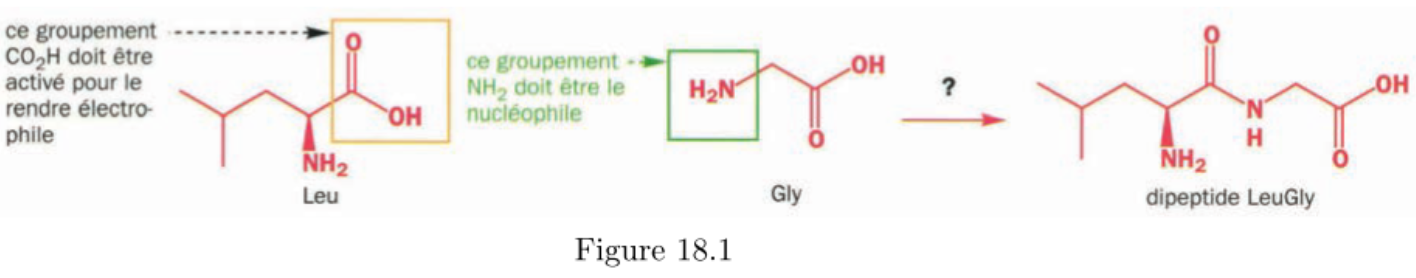 ce groupement
CO2H doit être
activé pour le
rendre électro-
phile
O
OH
NH2
Leu
ce groupement
NH2 doit être le
nucléophile
H2N
OH
O
Gly
?
O
OH
N
H
NH2
O
dipeptide LeuGly
Figure 18.1